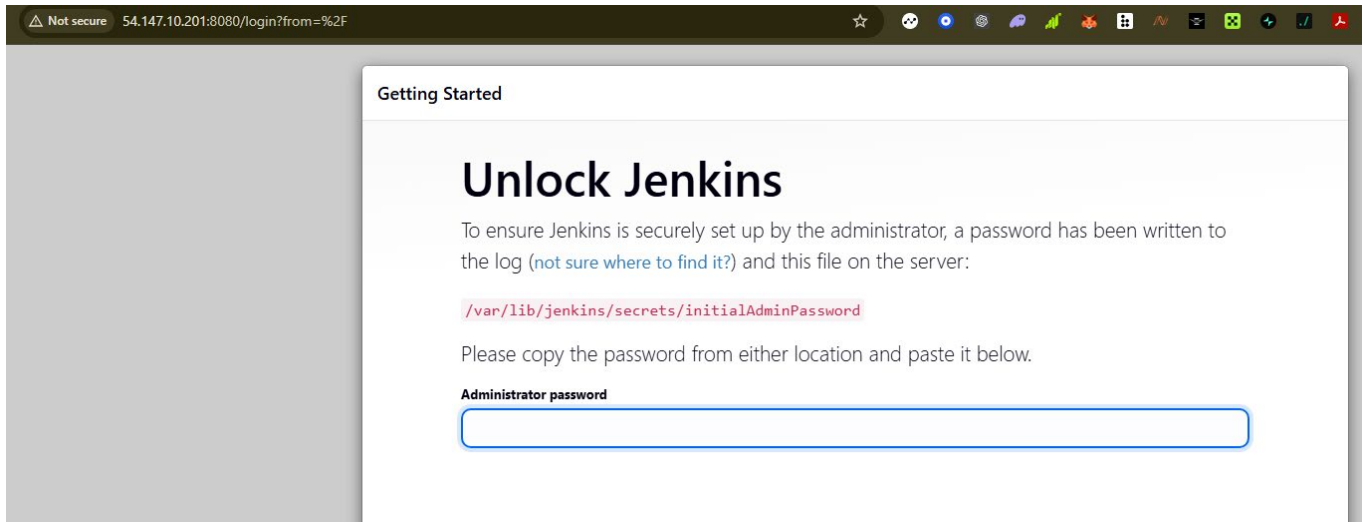 Not secure 54.147.10.201:8080/login?from=%2F
Getting Started
Unlock Jenkins
To ensure Jenkins is securely set up by the administrator, a password has been written to
the log (not sure where to find it?) and this file on the server:
/var/lib/jenkins/secrets/initialAdminPassword
Please copy the password from either location and paste it below.
Administrator password